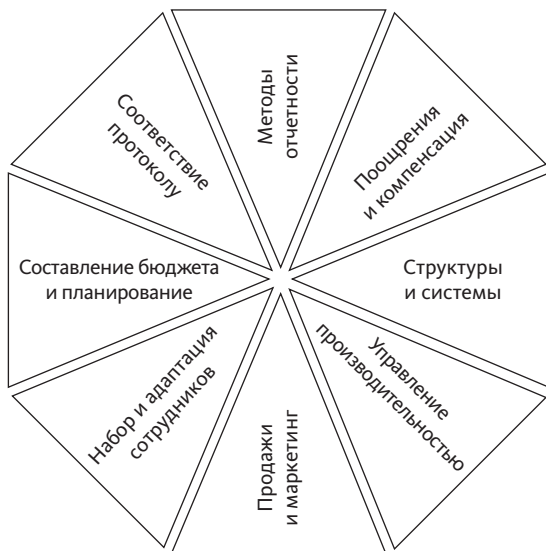 Методы
отчетности
Поощрения
и компенсация
Структуры
и системы
Управление
производительностью
Продажи
и маркетинг
Набор и адаптация
сотрудников
Составление бюджета
и планирование
Соответствие
протоколу